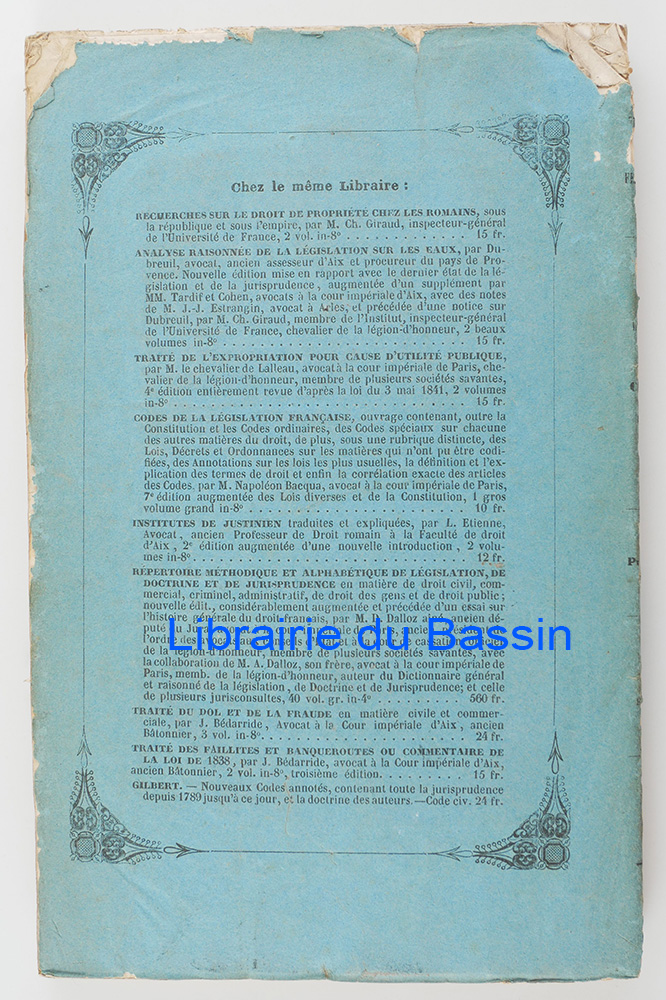 Chez le même Libraire :
RECHERCHES SUR LE DROIT DE PROPRIÉTÉ CHEZ LES ROMAINS, sous
la république et sous l'empire, par M. Ch. Giraud, inspecteur-général
de l'Université de France, 2 vol. in-8° . . . . . . . . . . . . 15 fr.
ANALYSE RAISONNÉE DE LA LÉGISLATION SUR LES EAUX, par Du-
breuil, avocat, ancien assesseur d'Aix et procureur du pays de Pro-
vence. Nouvelle édition mise en rapport avec le dernier état de la lé-
gislation et de la jurisprudence, augmentée d'un supplément par
MM. Tardif et Cohen, avocats à la cour impériale d'Aix, avec des notes
de M. J.-J. Estrangin, avocat à Arles, et précédée d'une notice sur
Dubreuil, par M. Ch. Giraud, membre de l'Institut, inspecteur-général
de l'Université de France, chevalier de la légion-d'honneur, 2 beaux
volumes in-8° . . . . . . . . . . . . . . . . . . . . 15 fr.
TRAITÉ DE L'EXPROPRIATION POUR CAUSE D'UTILITÉ PUBLIQUE,
par M. le chevalier de Lalleau, avocat à la cour impériale de Paris, che-
valier de la légion-d'honneur, membre de plusieurs sociétés savantes,
4e édition entièrement revue d'après la loi du 3 mai 1841, 2 volumes
in-8° . . . . . . . . . . . . . . . . . . . . . . . . 15 fr.
CODES DE LA LÉGISLATION FRANÇAISE, ouvrage contenant, outre la
Constitution et les Codes ordinaires, des Codes spéciaux sur chacune
des autres matières du droit, de plus, sous une rubrique distincte, des
Lois, Décrets et Ordonnances sur les matières qui n'ont pu être codi-
fiées, des Annotations sur les lois les plus usuelles, la définition et l'ex-
plication des termes de droit et enfin la corrélation exacte des articles
des Codes. par M. Napoléon Bacqua, avocat à la cour impériale de Paris,
7e édition augmentée des Lois diverses et de la Constitution, 1 gros
volume grand in-8° . . . . . . . . . . . . . . . . . . 10 fr.
INSTITUTES DE JUSTINIEN traduites et expliquées, par L. Etienne,
Avocat, ancien Professeur de Droit romain à la Faculté de droit
d'Aix, 2e édition augmentée d'une nouvelle introduction, 2 volu-
mes in-8° . . . . . . . . . . . . . . . . . . . . . . 12 fr.
RÉPERTOIRE MÉTHODIQUE ET ALPHABÉTIQUE DE LÉGISLATION, DE
DOCTRINE ET DE JURISPRUDENCE en matière de droit civil, com-
mercial, criminel, administratif, de droit des gens et de droit public;
nouvelle édit., considérablement augmentée et précédée d'un essai sur
l'histoire générale du droit français, par M. D. Dalloz aîné, ancien dé-
puté du Jura
l'ordre des avocats
de la légion-d'honneur, membre de plusieurs sociétés savantes, avec
la collaboration de M. A. Dalloz, son frère, avocat à la cour impériale de
Paris, memb. de la légion-d'honneur, auteur du Dictionnaire général
et raisonné de la législation, de Doctrine et de Jurisprudence; et celle
de plusieurs jurisconsultes, 40 vol. gr. in-4° . . . . . . . . 560 fr.
TRAITÉ DU DOL ET DE LA FRAUDE en matière civile et commer-
ciale, par J. Bédarride, Avocat à la Cour impériale d'Aix, ancien
Bâtonnier, 3 vol. in-8° . . . . . . . . . . . . . . . . 24 fr.
TRAITÉ DES FAILLITES ET BANQUEROUTES OU COMMENTAIRE DE
LA LOI DE 1838, par J. Bédarride, avocat à la Cour impériale d'Aix,
ancien Bâtonnier, 2 vol. in-8°, troisième édition . . . . . . . . 15 fr.
GILBERT. — Nouveaux Codes annotés, contenant toute la jurisprudence
depuis 1789 jusqu'à ce jour, et la doctrine des auteurs. — Code civ. 24 fr.
Librairie du Bassin